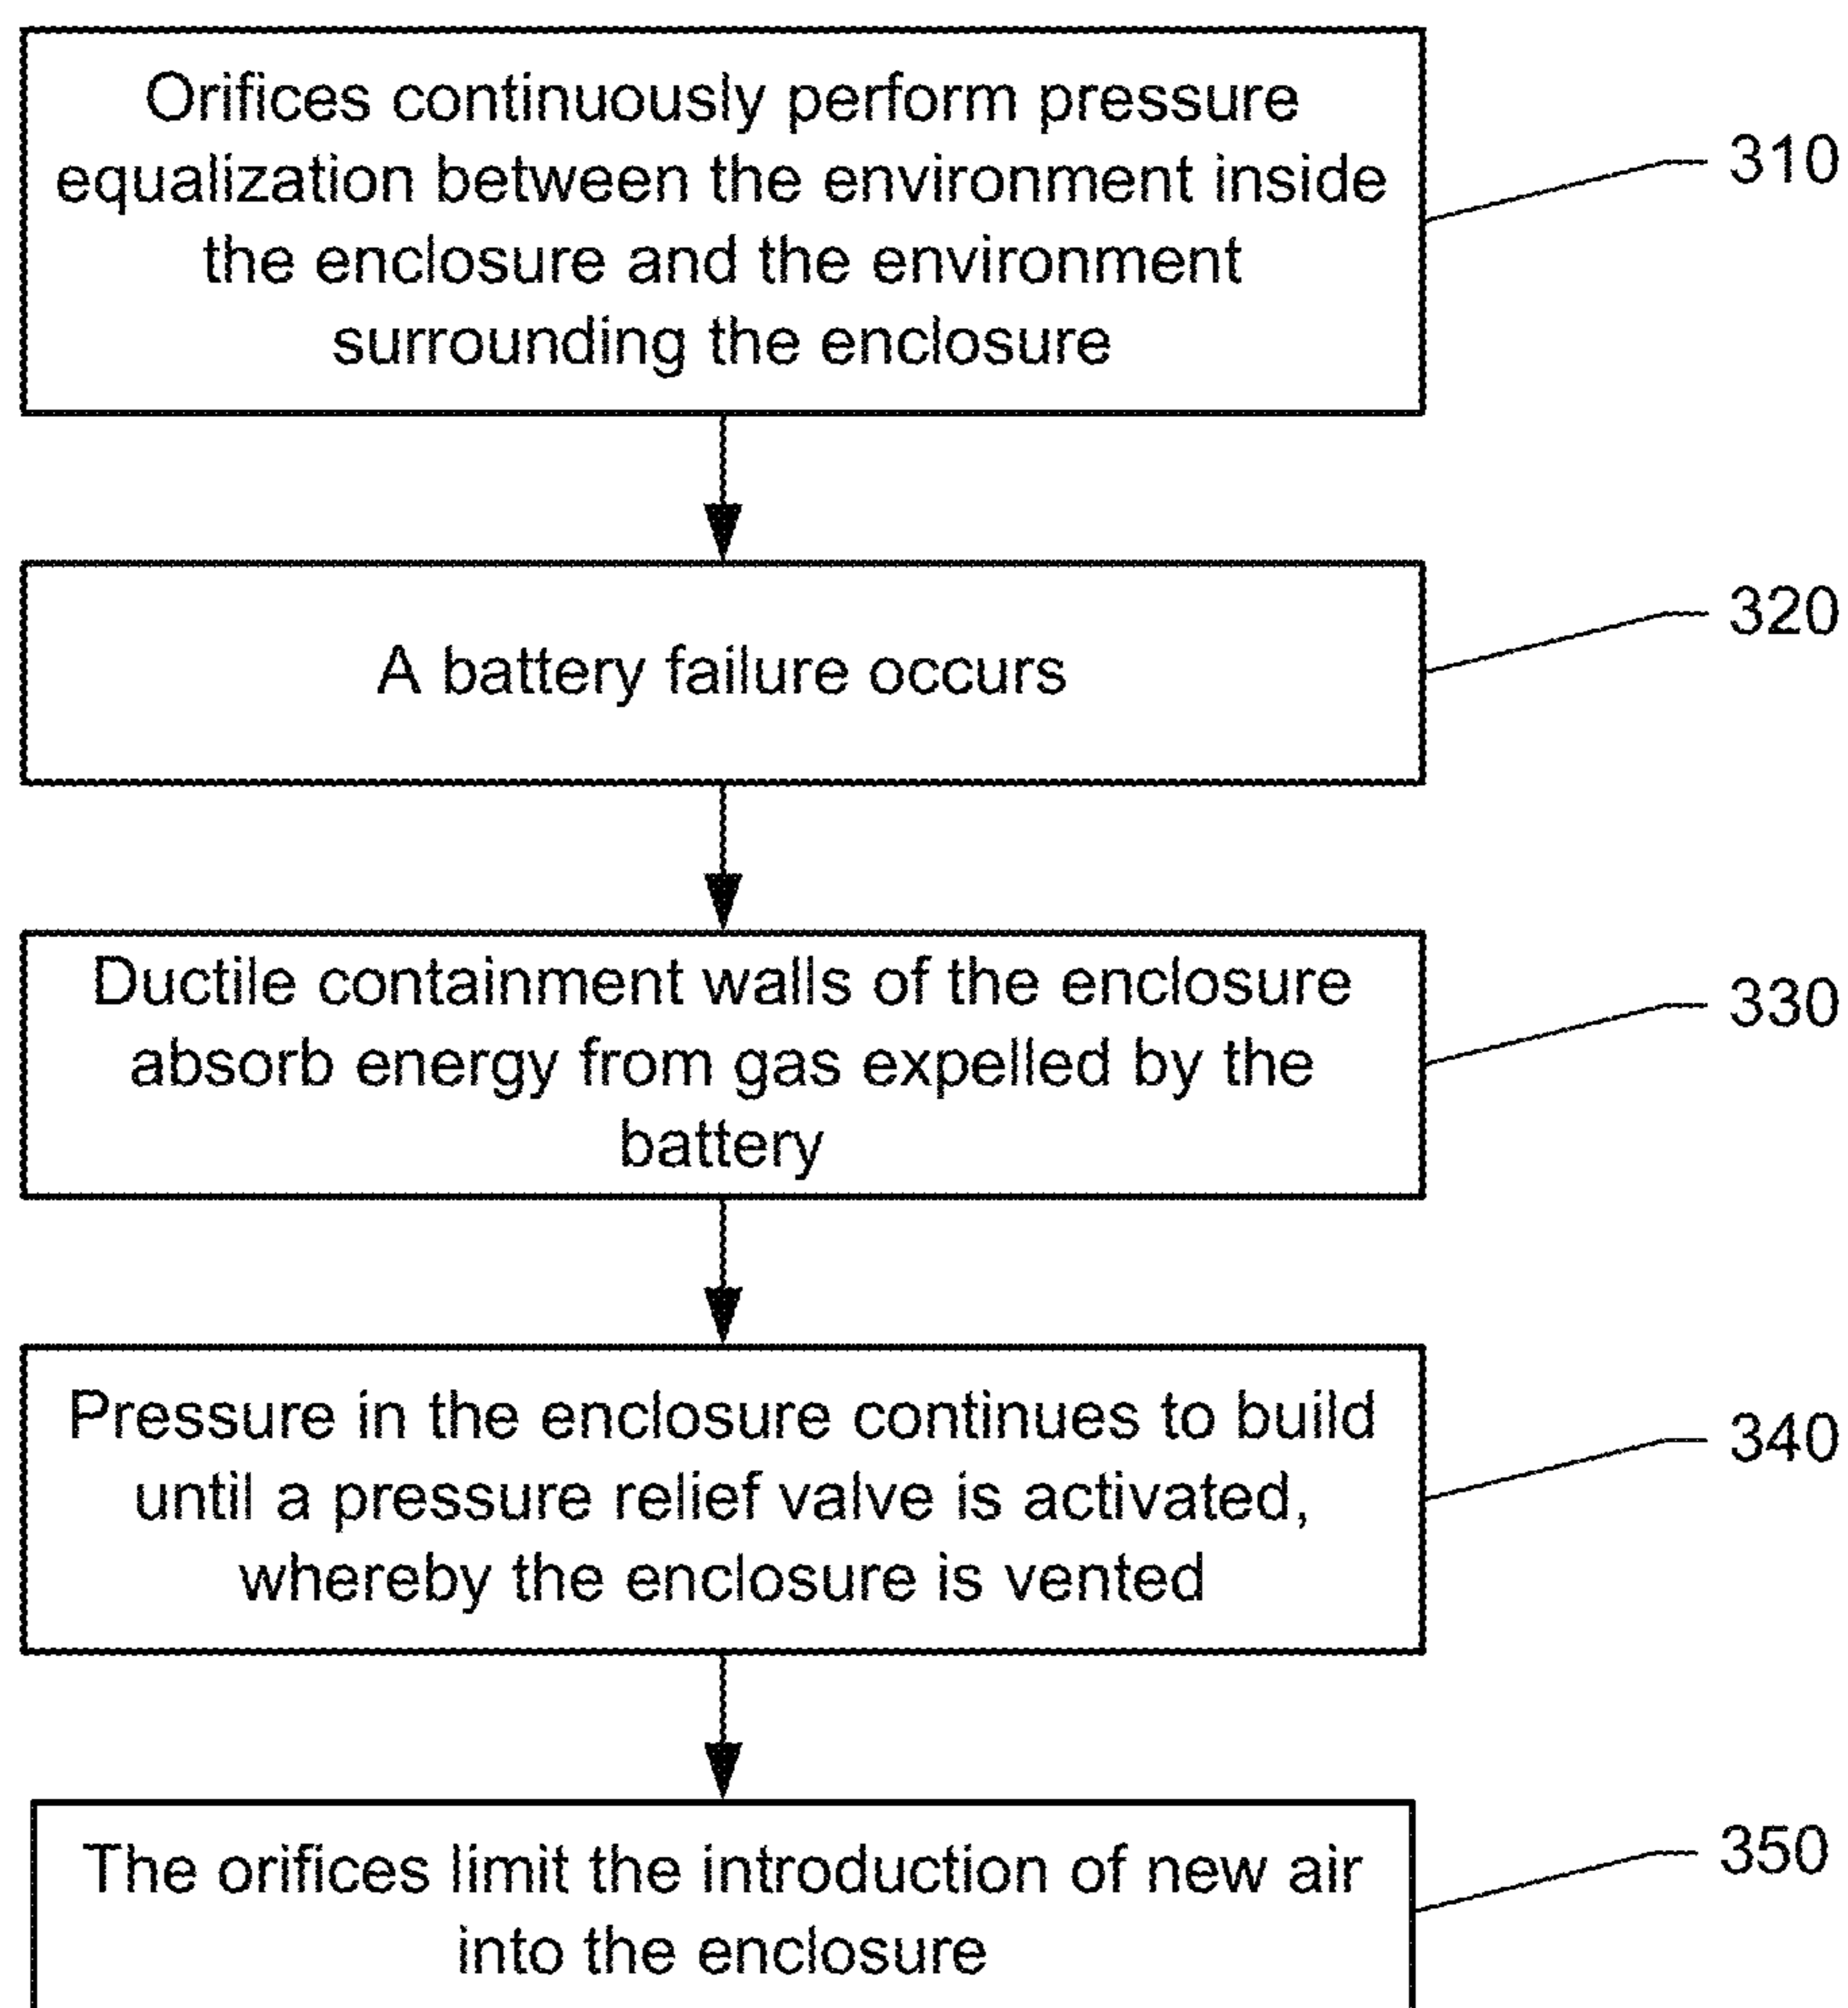 Orifices continuously perform pressure
equalization between the environment inside
the enclosure and the environment
surrounding the enclosure
310
A battery failure occurs
320
Ductile containment walls of the enclosure
absorb energy from gas expelled by the
battery
330
Pressure in the enclosure continues to build
until a pressure relief valve is activated,
whereby the enclosure is vented
340
The orifices limit the introduction of new air
into the enclosure
350